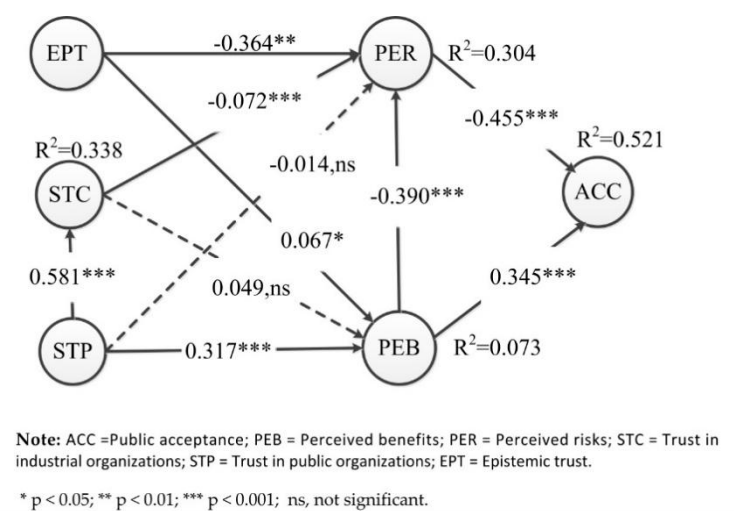 EPT
-0.364**
PER
R²=0.304
-0.072***
-0.455***
R²=0.338
R²=0.521
-0.014,ns
STC
-0.390***
ACC
0.067*
0.581***
0.049,ns
0.345***
STP
0.317***
PEB
R²=0.073
Note: ACC =Public acceptance; PEB = Perceived benefits; PER = Perceived risks; STC = Trust in
industrial organizations; STP = Trust in public organizations; EPT = Epistemic trust.
* p < 0.05; ** p < 0.01; *** p < 0.001; ns, not significant.